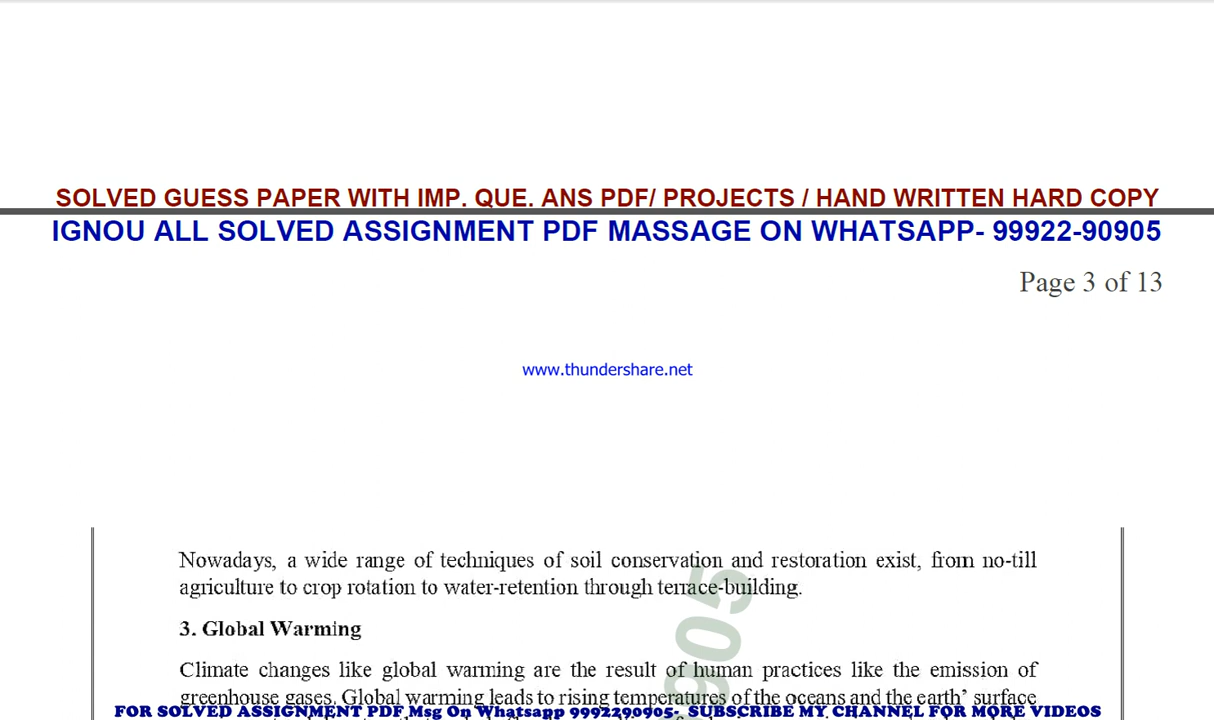 SOLVED GUESS PAPER WITH IMP. QUE. ANS PDF/ PROJECTS / HAND WRITTEN HARD COPY
IGNOU ALL SOLVED ASSIGNMENT PDF MASSAGE ON WHATSAPP- 99922-90905
Page 3 of 13
www.thundershare.net
Nowadays, a wide range of techniques of soil conservation and restoration exist, from no-till
agriculture to crop rotation to water-retention through terrace-building.
3. Global Warming
Climate changes like global warming are the result of human practices like the emission of
greenhouse gases. Global warming leads to rising temperatures of the oceans and the earth' surface
905
FOR SOLVED ASSIGNMENT PDF Msg On Whatsapp 9992290905- SUBSCRIBE MY CHANNEL FOR MORE VIDEOS